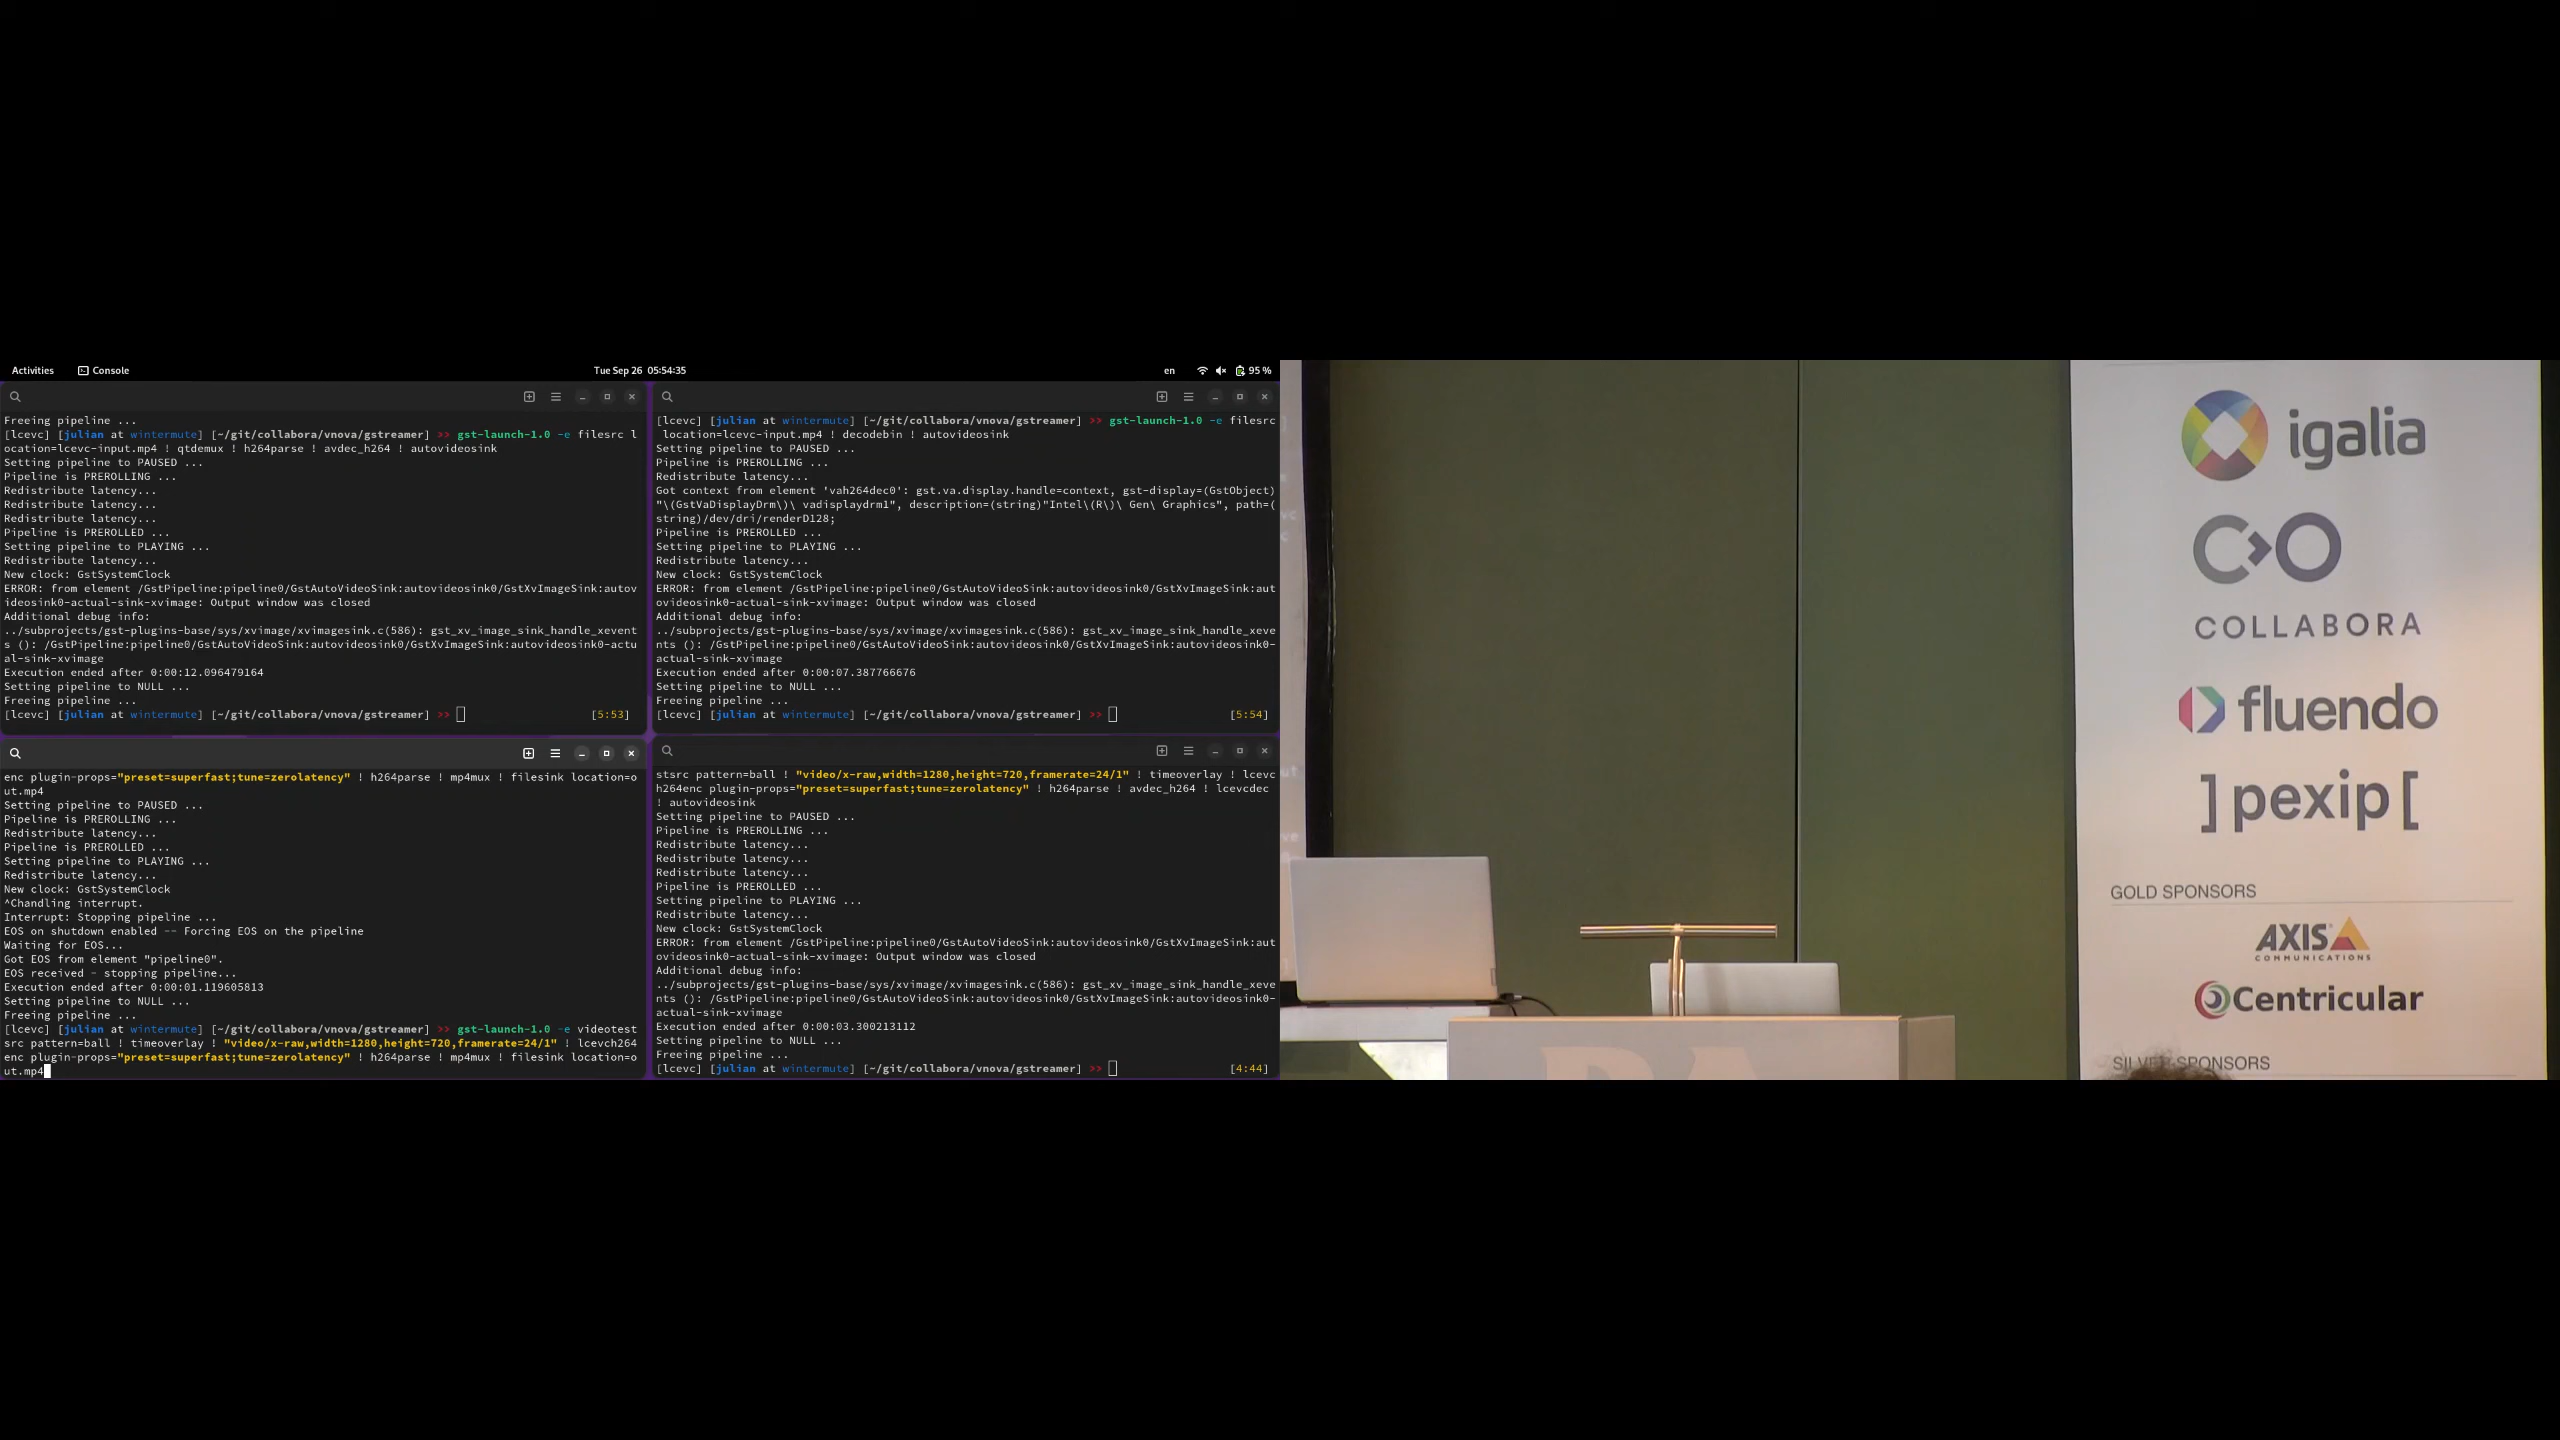 Activities
Console
Tue Sep 26 05:54:35
en
95 %
Freeing pipeline ...
[lcevc] [julian at wintermute] [~/git/collabora/vnova/gstreamer] >> gst-launch-1.0 -e filesrc l
ocation=lcevc-input.mp4 ! qtdemux ! h264parse ! avdec_h264 ! autovideosink
Setting pipeline to PAUSED ...
Pipeline is PREROLLING ...
Redistribute latency...
Redistribute latency...
Redistribute latency...
Pipeline is PREROLLED ...
Setting pipeline to PLAYING ...
Redistribute latency...
New clock: GstSystemClock
ERROR: from element /GstPipeline:pipeline0/GstAutoVideoSink:autovideosink0/GstXvImageSink:autov
ideosink0-actual-sink-xvimage: Output window was closed
Additional debug info:
../subprojects/gst-plugins-base/sys/xvimage/xvimagesink.c(586): gst_xv_image_sink_handle_xevent
s (): /GstPipeline:pipeline0/GstAutoVideoSink:autovideosink0/GstXvImageSink:autovideosink0-actu
al-sink-xvimage
Execution ended after 0:00:12.096479164
Setting pipeline to NULL ...
Freeing pipeline ...
[lcevc] [julian at wintermute] [~/git/collabora/vnova/gstreamer] >> [5:53]
[lcevc] [julian at wintermute] [~/git/collabora/vnova/gstreamer] >> gst-launch-1.0 -e filesrc
location=lcevc-input.mp4 ! decodebin ! autovideosink
Setting pipeline to PAUSED ...
Pipeline is PREROLLING ...
Redistribute latency...
Got context from element 'vah264dec0': gst.va.display.handle=context, gst-display=(GstObject)
"\(GstVaDisplayDrm\)\ vadisplaydrm1", description=(string)"Intel\(R\)\ Gen\ Graphics", path=(
string)/dev/dri/renderD128;
Pipeline is PREROLLED ...
Setting pipeline to PLAYING ...
Redistribute latency...
New clock: GstSystemClock
ERROR: from element /GstPipeline:pipeline0/GstAutoVideoSink:autovideosink0/GstXvImageSink:aut
ovideosink0-actual-sink-xvimage: Output window was closed
Additional debug info:
../subprojects/gst-plugins-base/sys/xvimage/xvimagesink.c(586): gst_xv_image_sink_handle_xeve
nts (): /GstPipeline:pipeline0/GstAutoVideoSink:autovideosink0/GstXvImageSink:autovideosink0-
actual-sink-xvimage
Execution ended after 0:00:07.387766676
Setting pipeline to NULL ...
Freeing pipeline ...
[lcevc] [julian at wintermute] [~/git/collabora/vnova/gstreamer] >> [5:54]
enc plugin-props="preset=superfast;tune=zerolatency" ! h264parse ! mp4mux ! filesink location=o
ut.mp4
Setting pipeline to PAUSED ...
Pipeline is PREROLLING ...
Redistribute latency...
Pipeline is PREROLLED ...
Setting pipeline to PLAYING ...
Redistribute latency...
New clock: GstSystemClock
^Chandling interrupt.
Interrupt: Stopping pipeline ...
EOS on shutdown enabled -- Forcing EOS on the pipeline
Waiting for EOS...
Got EOS from element "pipeline0".
EOS received - stopping pipeline...
Execution ended after 0:00:01.119605813
Setting pipeline to NULL ...
Freeing pipeline ...
[lcevc] [julian at wintermute] [~/git/collabora/vnova/gstreamer] >> gst-launch-1.0 -e videotest
src pattern=ball ! timeoverlay ! "video/x-raw,width=1280,height=720,framerate=24/1" ! lcevch264
enc plugin-props="preset=superfast;tune=zerolatency" ! h264parse ! mp4mux ! filesink location=o
ut.mp4
stsrc pattern=ball ! "video/x-raw,width=1280,height=720,framerate=24/1" ! timeoverlay ! lcevc
h264enc plugin-props="preset=superfast;tune=zerolatency" ! h264parse ! avdec_h264 ! lcevcdec
! autovideosink
Setting pipeline to PAUSED ...
Pipeline is PREROLLING ...
Redistribute latency...
Redistribute latency...
Redistribute latency...
Pipeline is PREROLLED ...
Setting pipeline to PLAYING ...
Redistribute latency...
New clock: GstSystemClock
ERROR: from element /GstPipeline:pipeline0/GstAutoVideoSink:autovideosink0/GstXvImageSink:aut
ovideosink0-actual-sink-xvimage: Output window was closed
Additional debug info:
../subprojects/gst-plugins-base/sys/xvimage/xvimagesink.c(586): gst_xv_image_sink_handle_xeve
nts (): /GstPipeline:pipeline0/GstAutoVideoSink:autovideosink0/GstXvImageSink:autovideosink0-
actual-sink-xvimage
Execution ended after 0:00:03.300213112
Setting pipeline to NULL ...
Freeing pipeline ...
[lcevc] [julian at wintermute] [~/git/collabora/vnova/gstreamer] >> [4:44]
igalia
COLLABORA
fluendo
]pexip[
GOLD SPONSORS
AXIS
COMMUNICATIONS
Centricular
SILVER SPONSORS